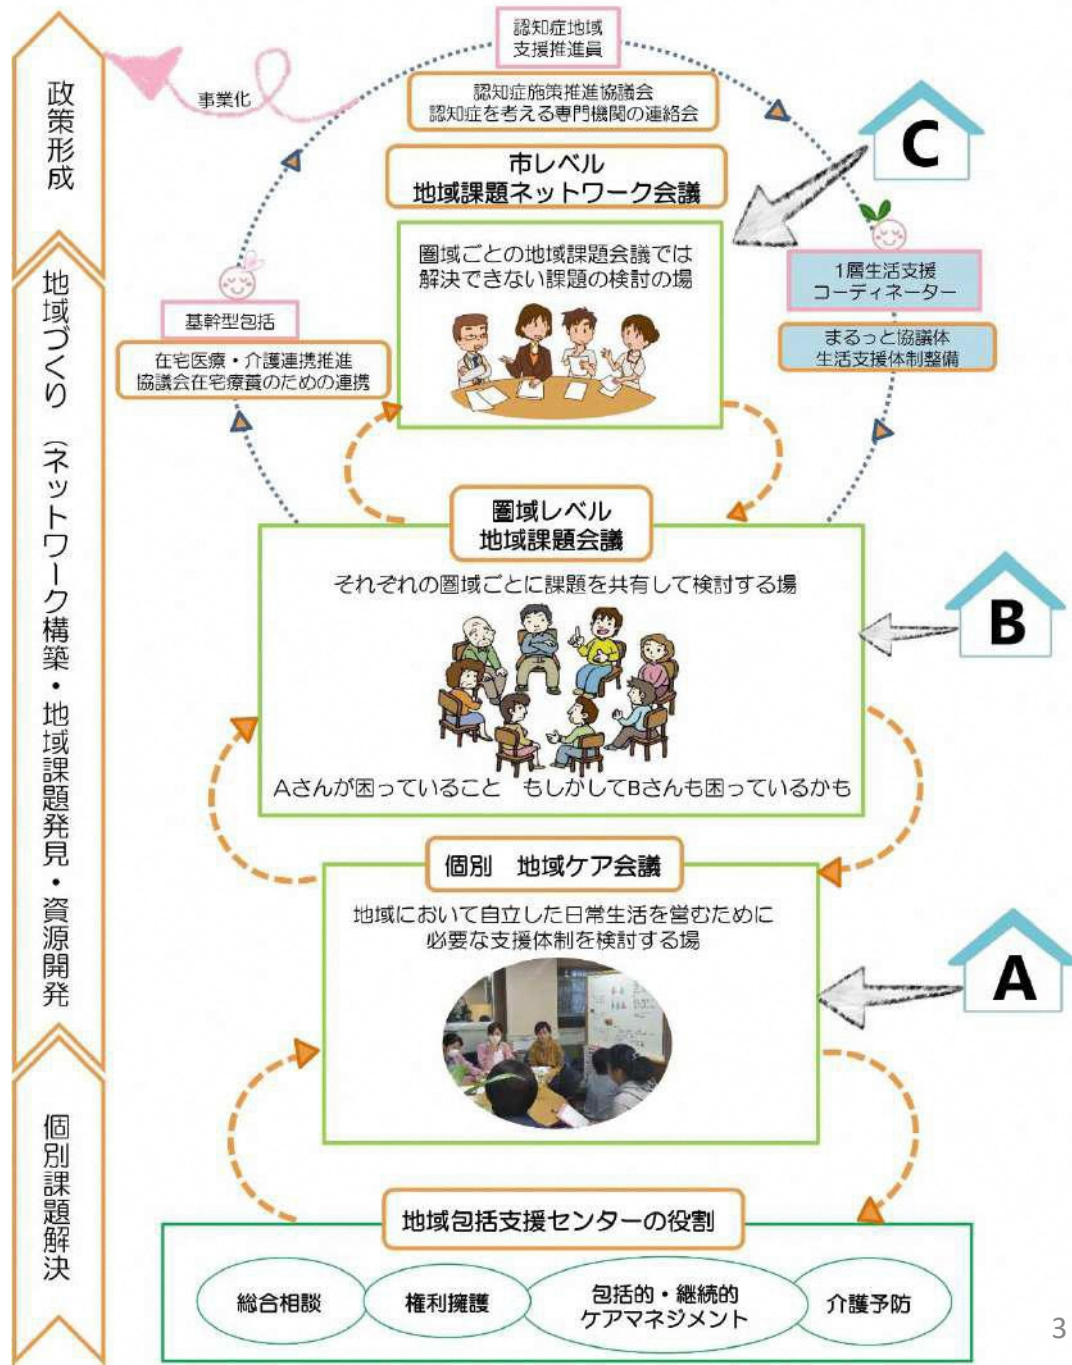 政策形成
地域づくり（ネットワーク構築・地域課題発見・資源開発
個別課題解決
事業化
認知症地域
支援推進員
認知症施策推進協議会
認知症を考える専門機関の連絡会
市レベル
地域課題ネットワーク会議
C
圏域ごとの地域課題会議では
解決できない課題の検討の場
基幹型包括
在宅医療・介護連携推進
協議会在宅療養のための連携
1層生活支援
コーディネーター
まるっと協議体
生活支援体制整備
圏域レベル
地域課題会議
それぞれの圏域ごとに課題を共有して検討する場
B
Aさんが困っていること　もしかしてBさんも困っているかも
個別　地域ケア会議
地域において自立した日常生活を営むために
必要な支援体制を検討する場
A
地域包括支援センターの役割
総合相談
権利擁護
包括的・継続的
ケアマネジメント
介護予防
3